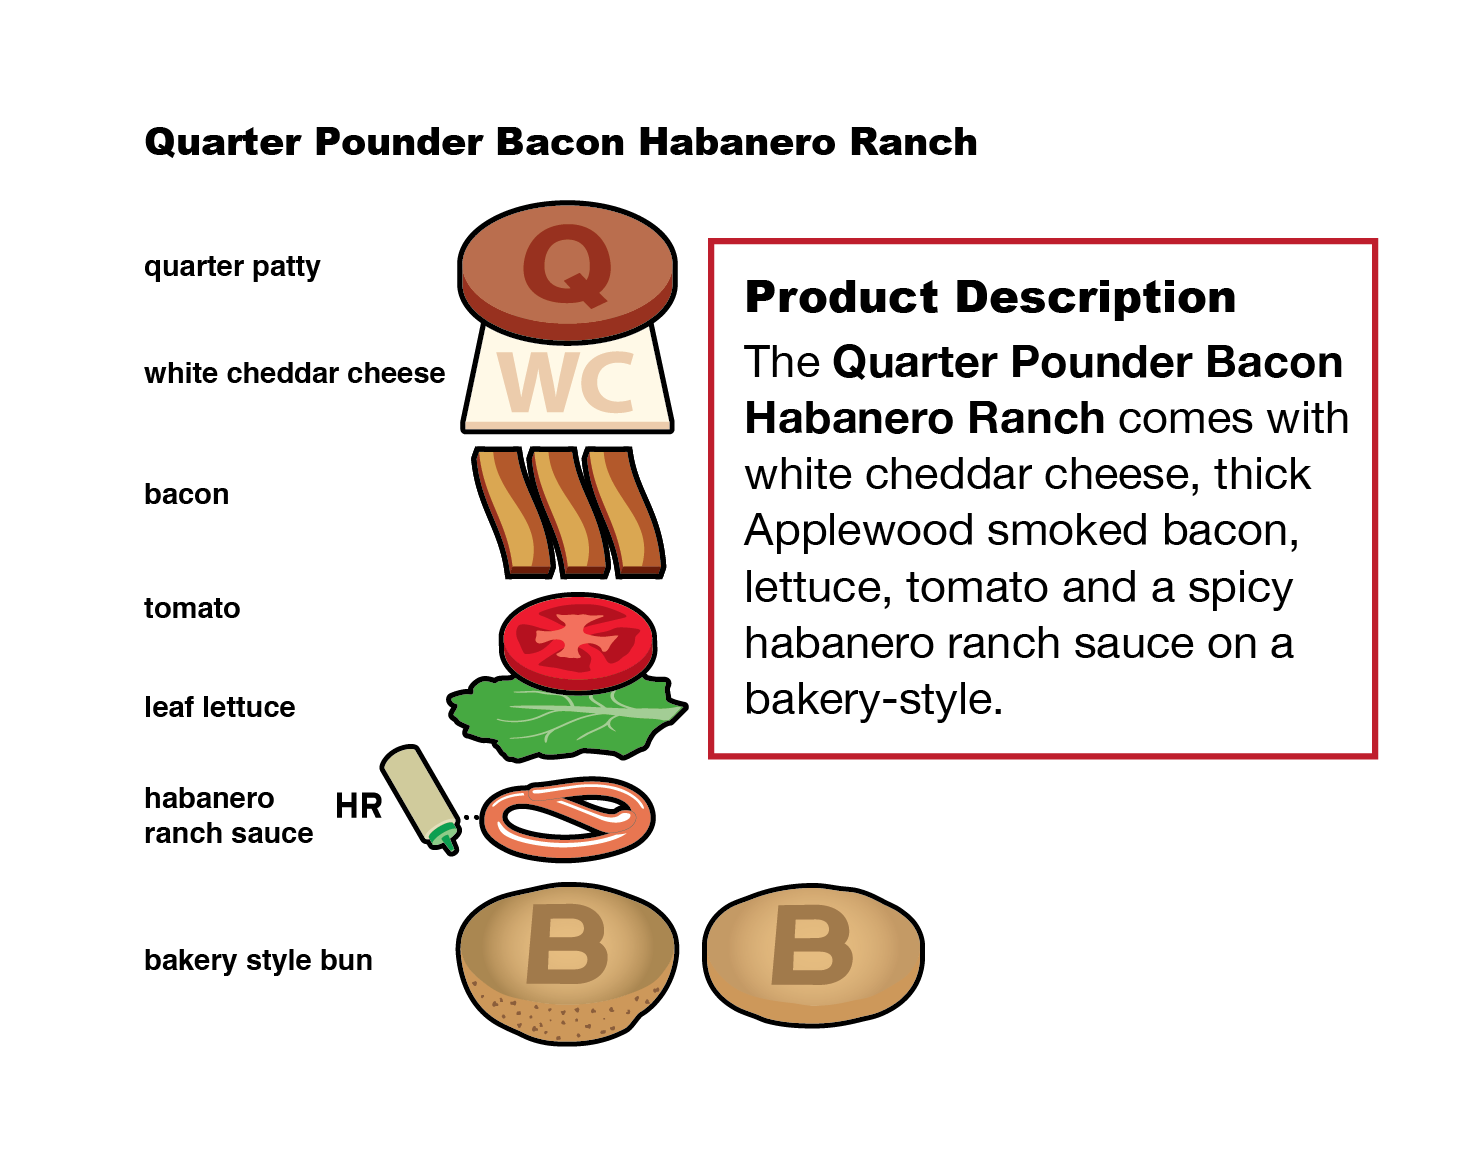 Quarter Pounder Bacon Habanero Ranch
quarter patty
Q
white cheddar cheese
WC
bacon
tomato
leaf lettuce
habanero
ranch sauce
HR
bakery style bun
B
B
Product Description
The Quarter Pounder Bacon
Habanero Ranch comes with
white cheddar cheese, thick
Applewood smoked bacon,
lettuce, tomato and a spicy
habanero ranch sauce on a
bakery-style.